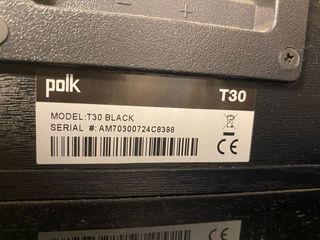 polk
T30
MODEL:T30 BLACK
SERIAL #: AM70300724C8398
CE